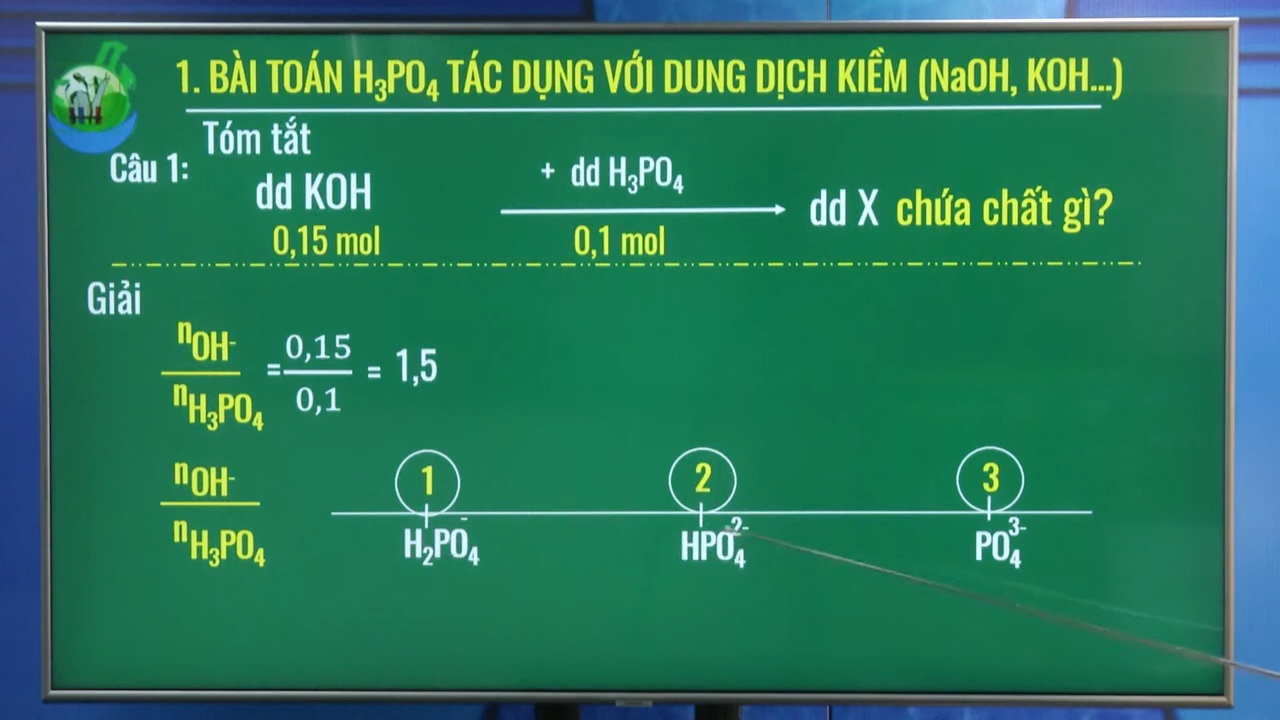 1. BÀI TOÁN H₃PO₄ TÁC DỤNG VỚI DUNG DỊCH KIỀM (NaOH, KOH...)
Tóm tắt
Câu 1:
dd KOH
0,15 mol
+ dd H₃PO₄
0,1 mol
dd X chứa chất gì?
Giải
nOH⁻ / nH₃PO₄ = 0,15 / 0,1 = 1,5
nOH⁻ / nH₃PO₄
1 2 3
H₂PO₄⁻ HPO₄²⁻ PO₄³⁻